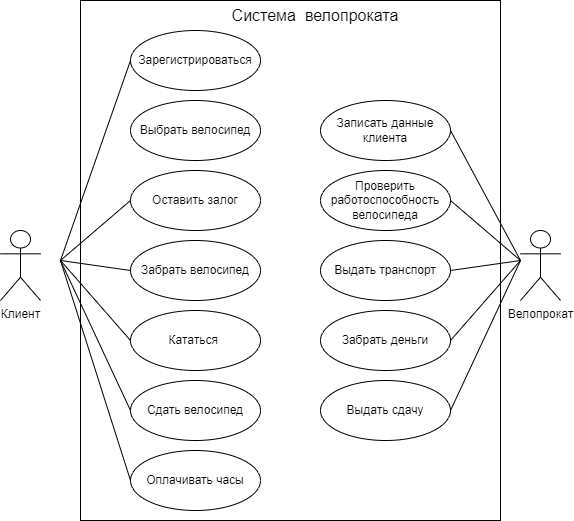 Система велопроката
Зарегистрироваться
Выбрать велосипед
Оставить залог
Забрать велосипед
Кататься
Сдать велосипед
Оплачивать часы
Записать данные
клиента
Проверить
работоспособность
велосипеда
Выдать транспорт
Забрать деньги
Выдать сдачу
Клиент
Велопрокат